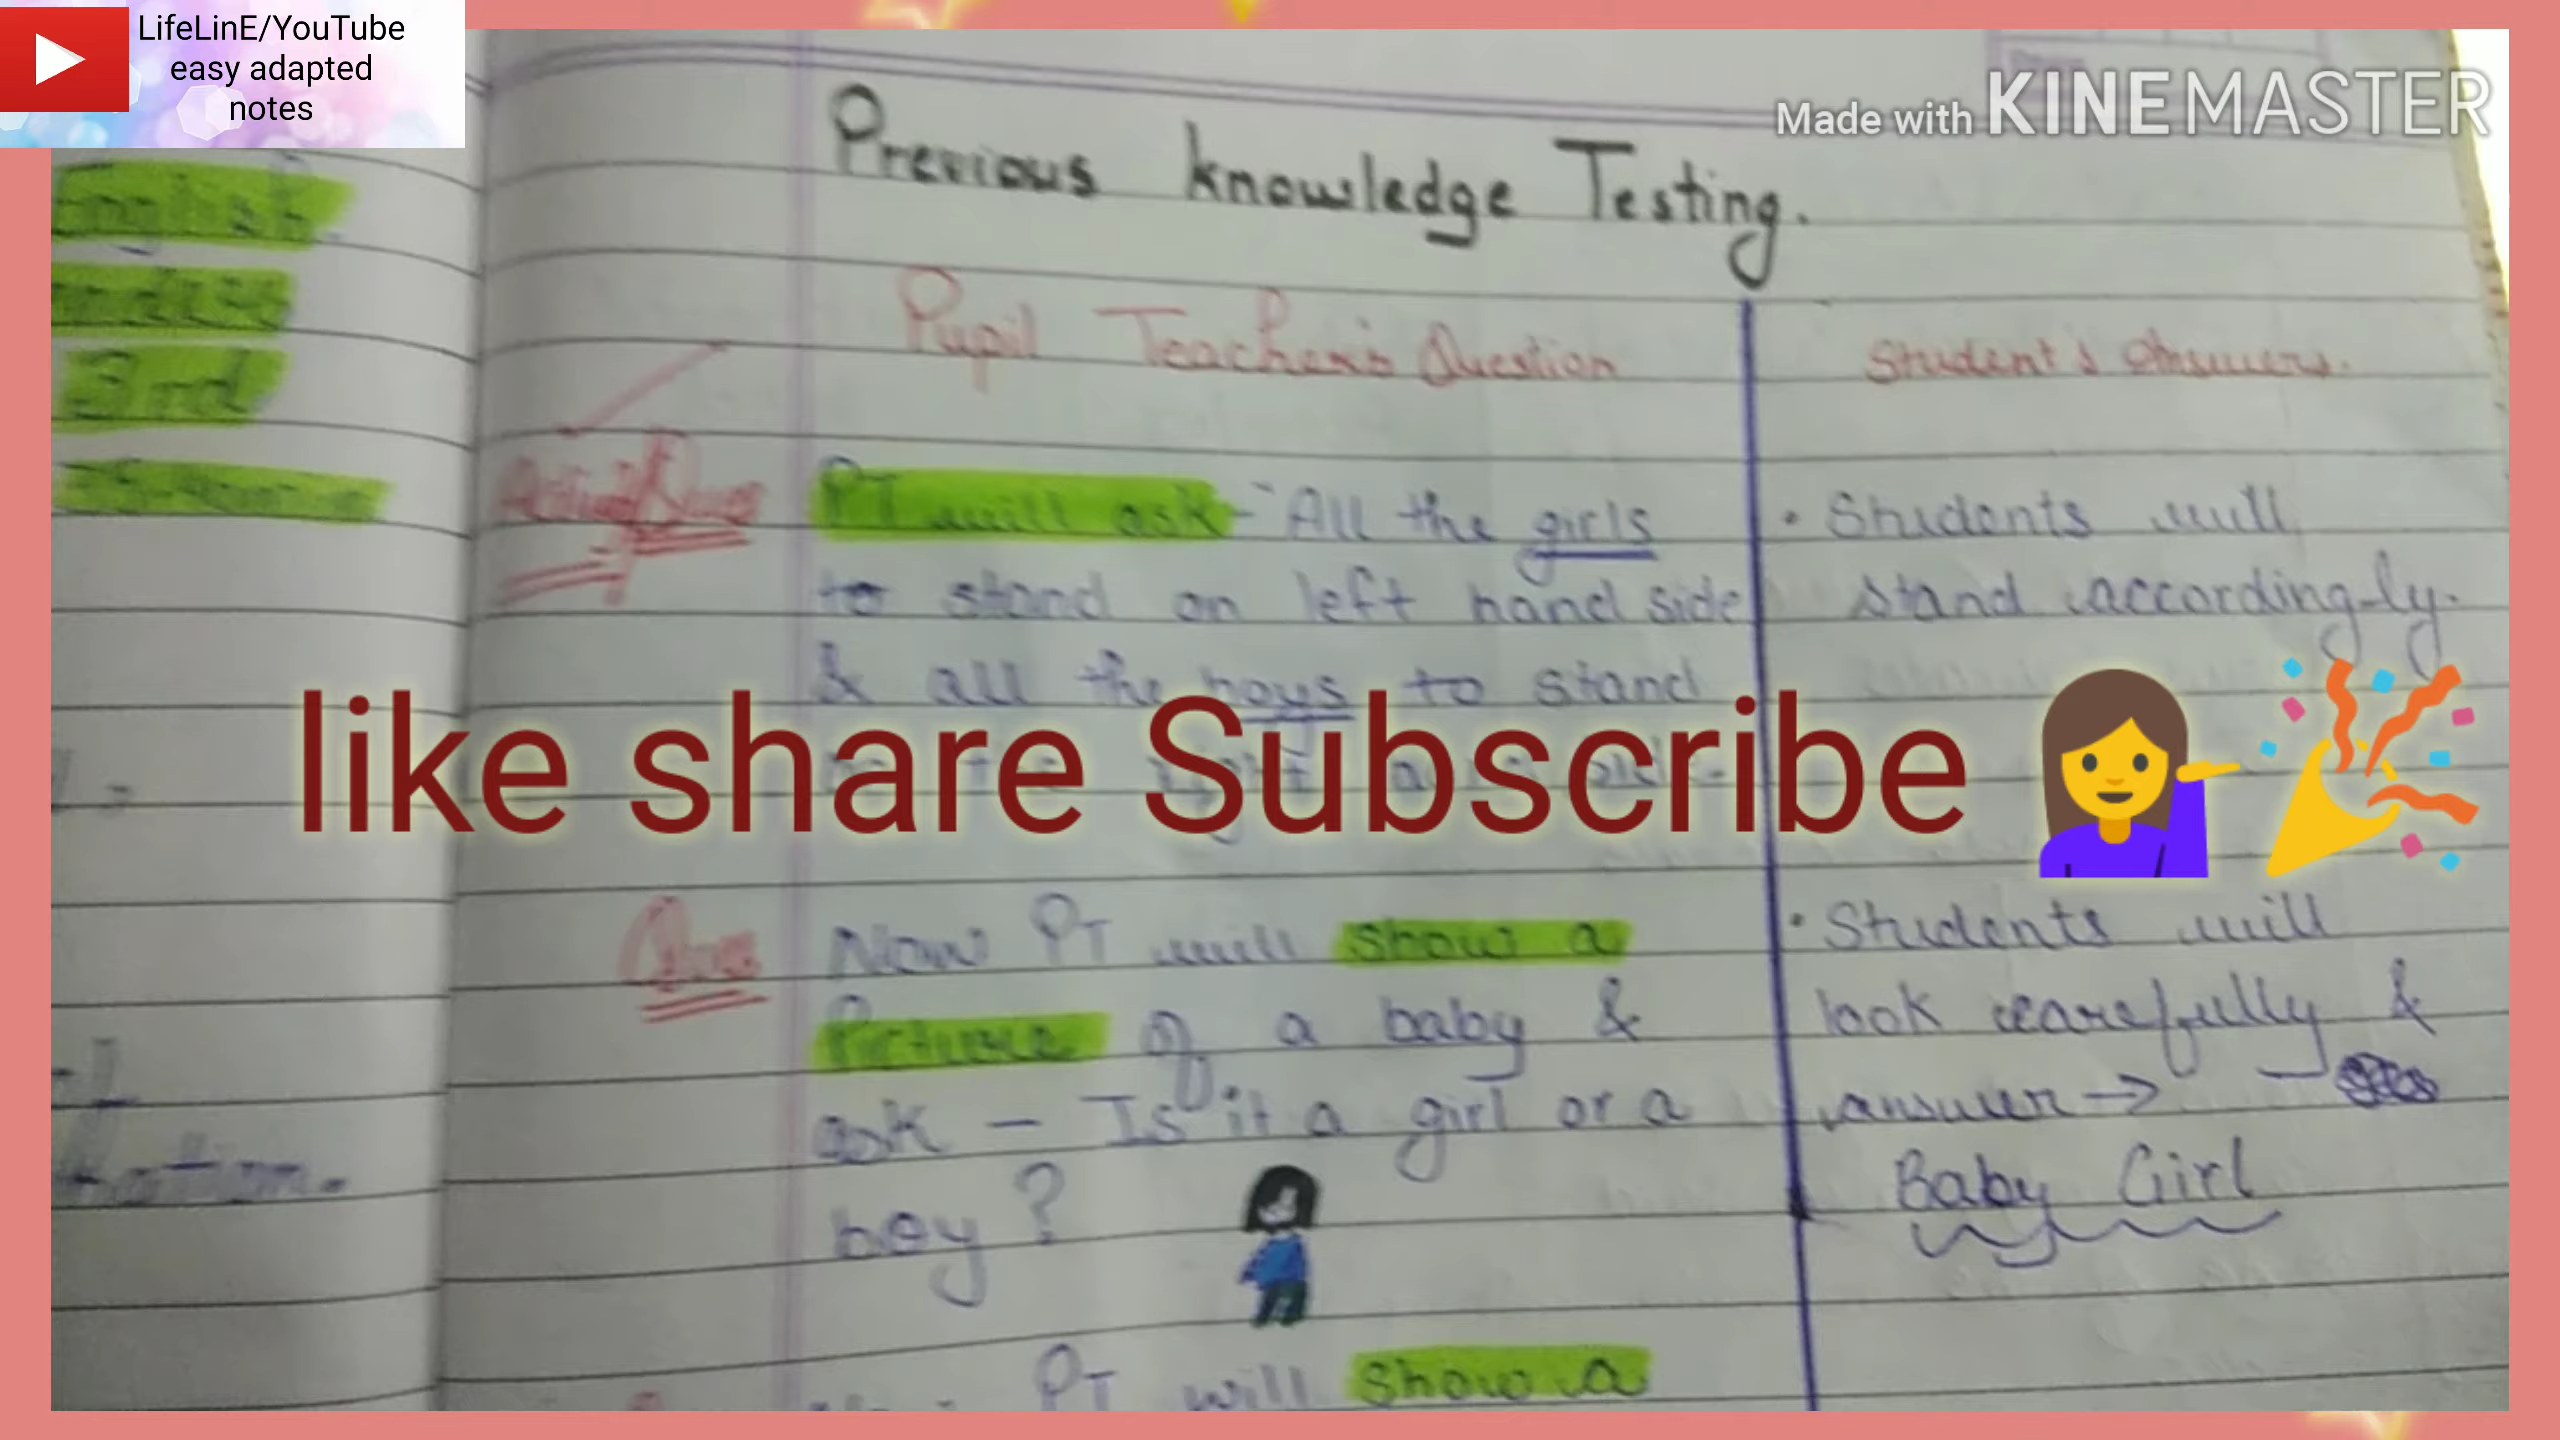 LifeLinE/YouTube
easy adapted
notes
Made with KINEMASTER
Previous knowledge Testing.
Pupil Teacher's Question
Student's Answers.
English
3rd
Activity Ques
PT will ask - All the girls
to stand on left hand side
& all the boys to stand
• Students will
stand accordingly.
like share Subscribe
Ques
Now PT will show a
Picture of a baby &
ask - Is it a girl or a
boy ?
• Students will
look carefully &
answer →
Baby Girl
PT will show a